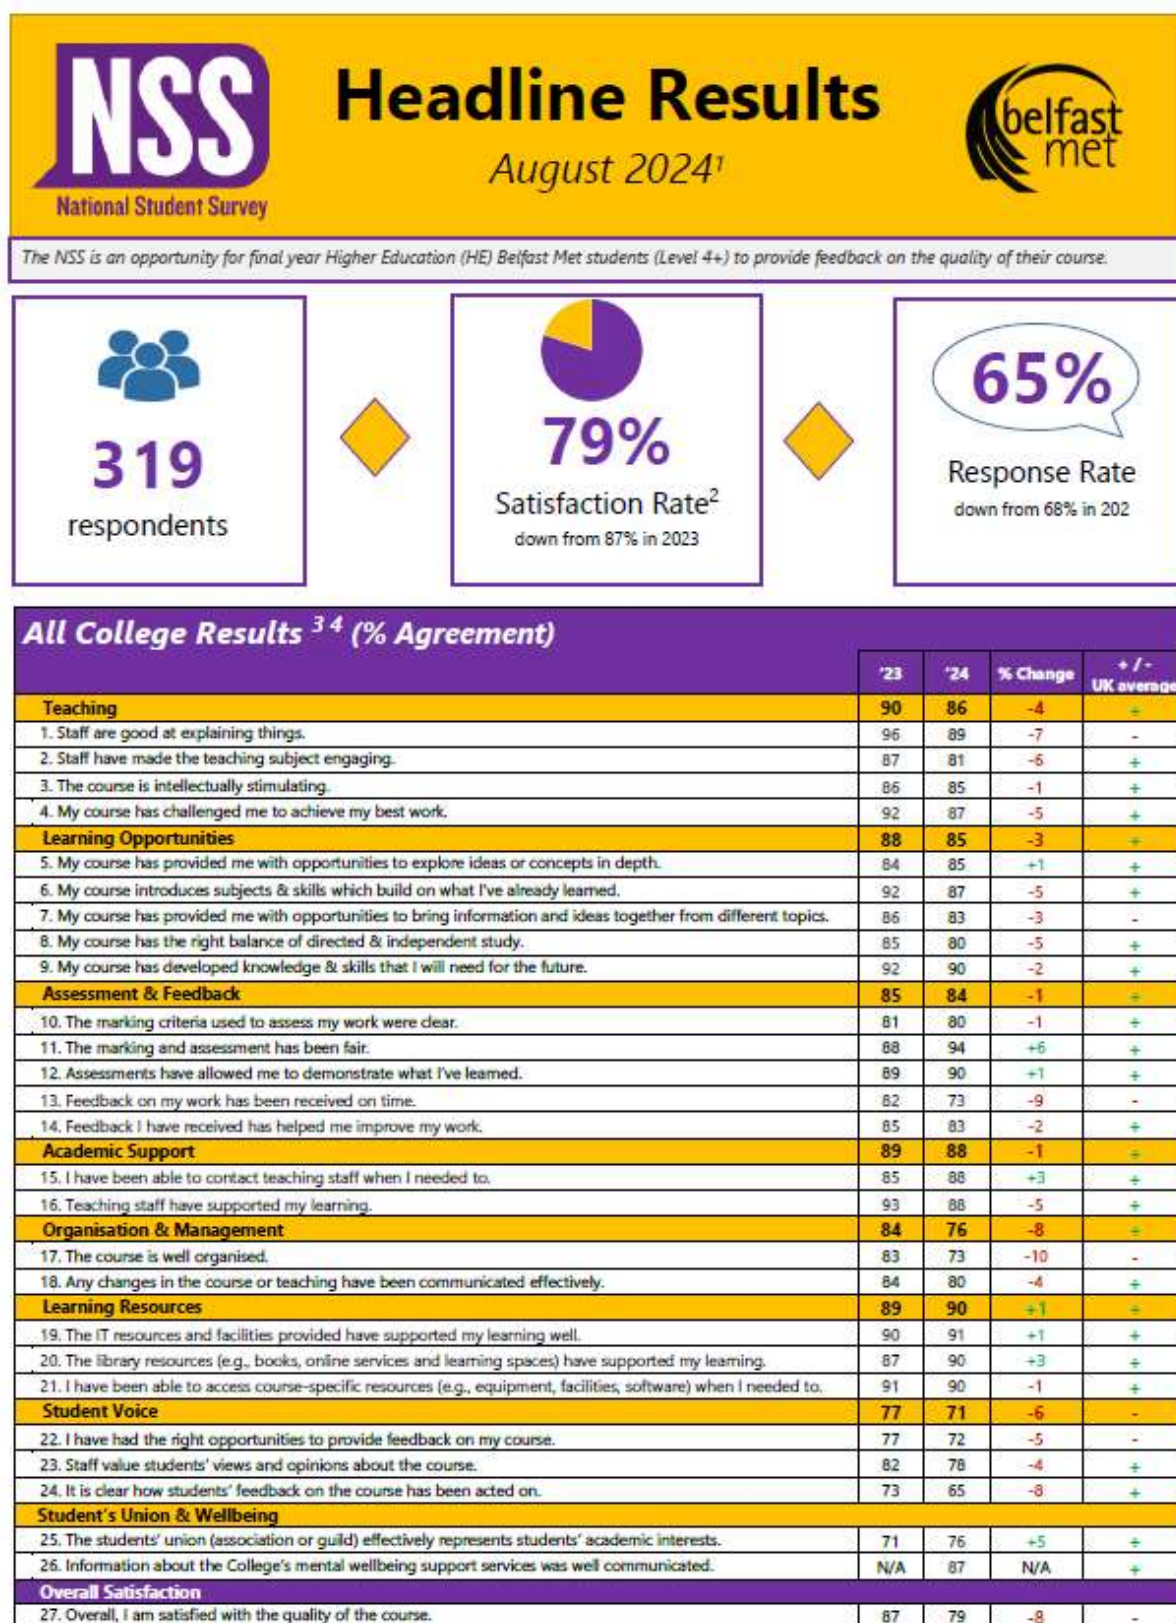 NSS
National Student Survey
Headline Results
August 2024¹
belfast
met
The NSS is an opportunity for final year Higher Education (HE) Belfast Met students (Level 4+) to provide feedback on the quality of their course.
319
respondents
79%
Satisfaction Rate²
down from 87% in 2023
65%
Response Rate
down from 68% in 202
All College Results ³ ⁴ (% Agreement)
'23 '24 % Change + / - UK average
Teaching 90 86 -4 +
1. Staff are good at explaining things. 96 89 -7 -
2. Staff have made the teaching subject engaging. 87 81 -6 +
3. The course is intellectually stimulating. 86 85 -1 +
4. My course has challenged me to achieve my best work. 92 87 -5 +
Learning Opportunities 88 85 -3 +
5. My course has provided me with opportunities to explore ideas or concepts in depth. 84 85 +1 +
6. My course introduces subjects & skills which build on what I've already learned. 92 87 -5 +
7. My course has provided me with opportunities to bring information and ideas together from different topics. 86 83 -3 -
8. My course has the right balance of directed & independent study. 85 80 -5 +
9. My course has developed knowledge & skills that I will need for the future. 92 90 -2 +
Assessment & Feedback 85 84 -1 +
10. The marking criteria used to assess my work were clear. 81 80 -1 +
11. The marking and assessment has been fair. 88 94 +6 +
12. Assessments have allowed me to demonstrate what I've learned. 89 90 +1 +
13. Feedback on my work has been received on time. 82 73 -9 -
14. Feedback I have received has helped me improve my work. 85 83 -2 +
Academic Support 89 88 -1 +
15. I have been able to contact teaching staff when I needed to. 85 88 +3 +
16. Teaching staff have supported my learning. 93 88 -5 +
Organisation & Management 84 76 -8 +
17. The course is well organised. 83 73 -10 -
18. Any changes in the course or teaching have been communicated effectively. 84 80 -4 +
Learning Resources 89 90 +1 +
19. The IT resources and facilities provided have supported my learning well. 90 91 +1 +
20. The library resources (e.g., books, online services and learning spaces) have supported my learning. 87 90 +3 +
21. I have been able to access course-specific resources (e.g., equipment, facilities, software) when I needed to. 91 90 -1 +
Student Voice 77 71 -6 -
22. I have had the right opportunities to provide feedback on my course. 77 72 -5 -
23. Staff value students' views and opinions about the course. 82 78 -4 +
24. It is clear how students' feedback on the course has been acted on. 73 65 -8 +
Student's Union & Wellbeing
25. The students' union (association or guild) effectively represents students' academic interests. 71 76 +5 +
26. Information about the College's mental wellbeing support services was well communicated. N/A 87 N/A +
Overall Satisfaction
27. Overall, I am satisfied with the quality of the course. 87 79 -8 -